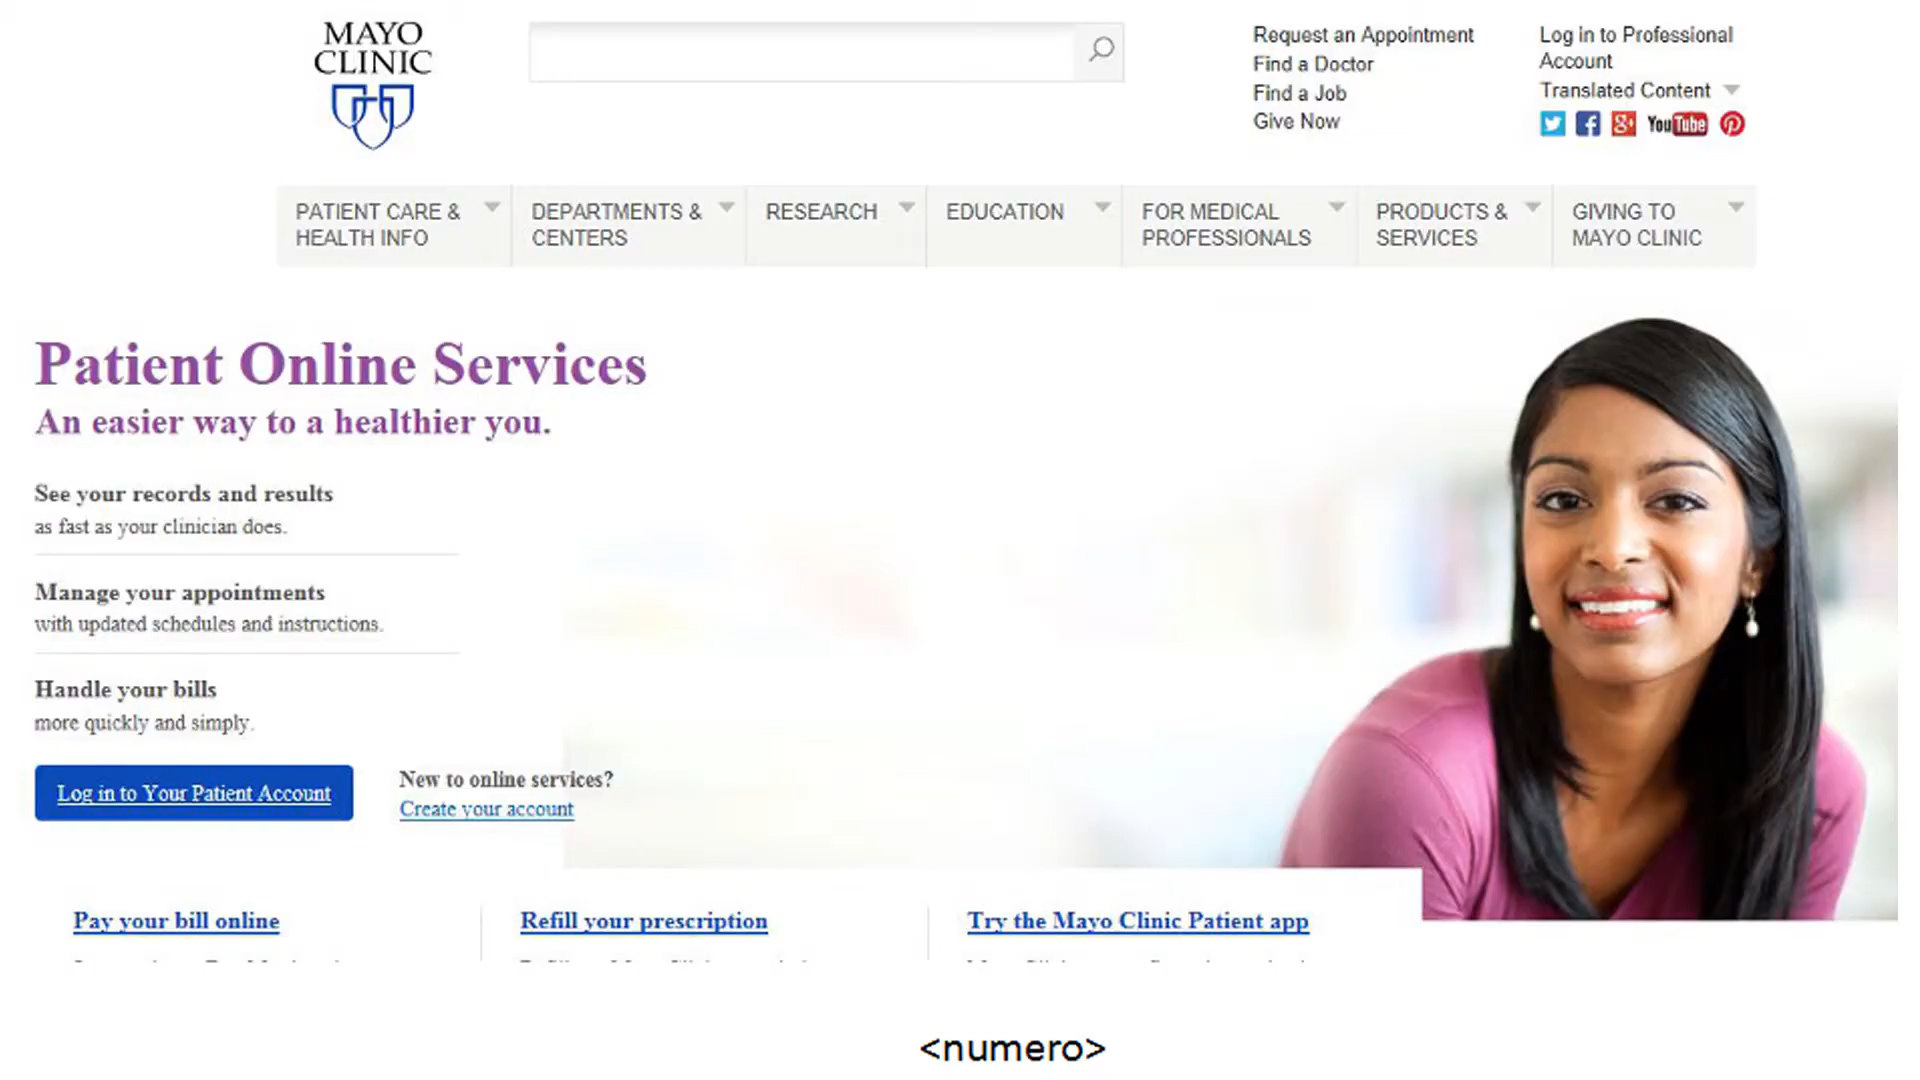 MAYO
CLINIC
Request an Appointment
Find a Doctor
Find a Job
Give Now
Log in to Professional
Account
Translated Content
YouTube
PATIENT CARE &
HEALTH INFO
DEPARTMENTS &
CENTERS
RESEARCH
EDUCATION
FOR MEDICAL
PROFESSIONALS
PRODUCTS &
SERVICES
GIVING TO
MAYO CLINIC
Patient Online Services
An easier way to a healthier you.
See your records and results
as fast as your clinician does.
Manage your appointments
with updated schedules and instructions.
Handle your bills
more quickly and simply.
Log in to Your Patient Account
New to online services?
Create your account
Pay your bill online
Refill your prescription
Try the Mayo Clinic Patient app
<numero>